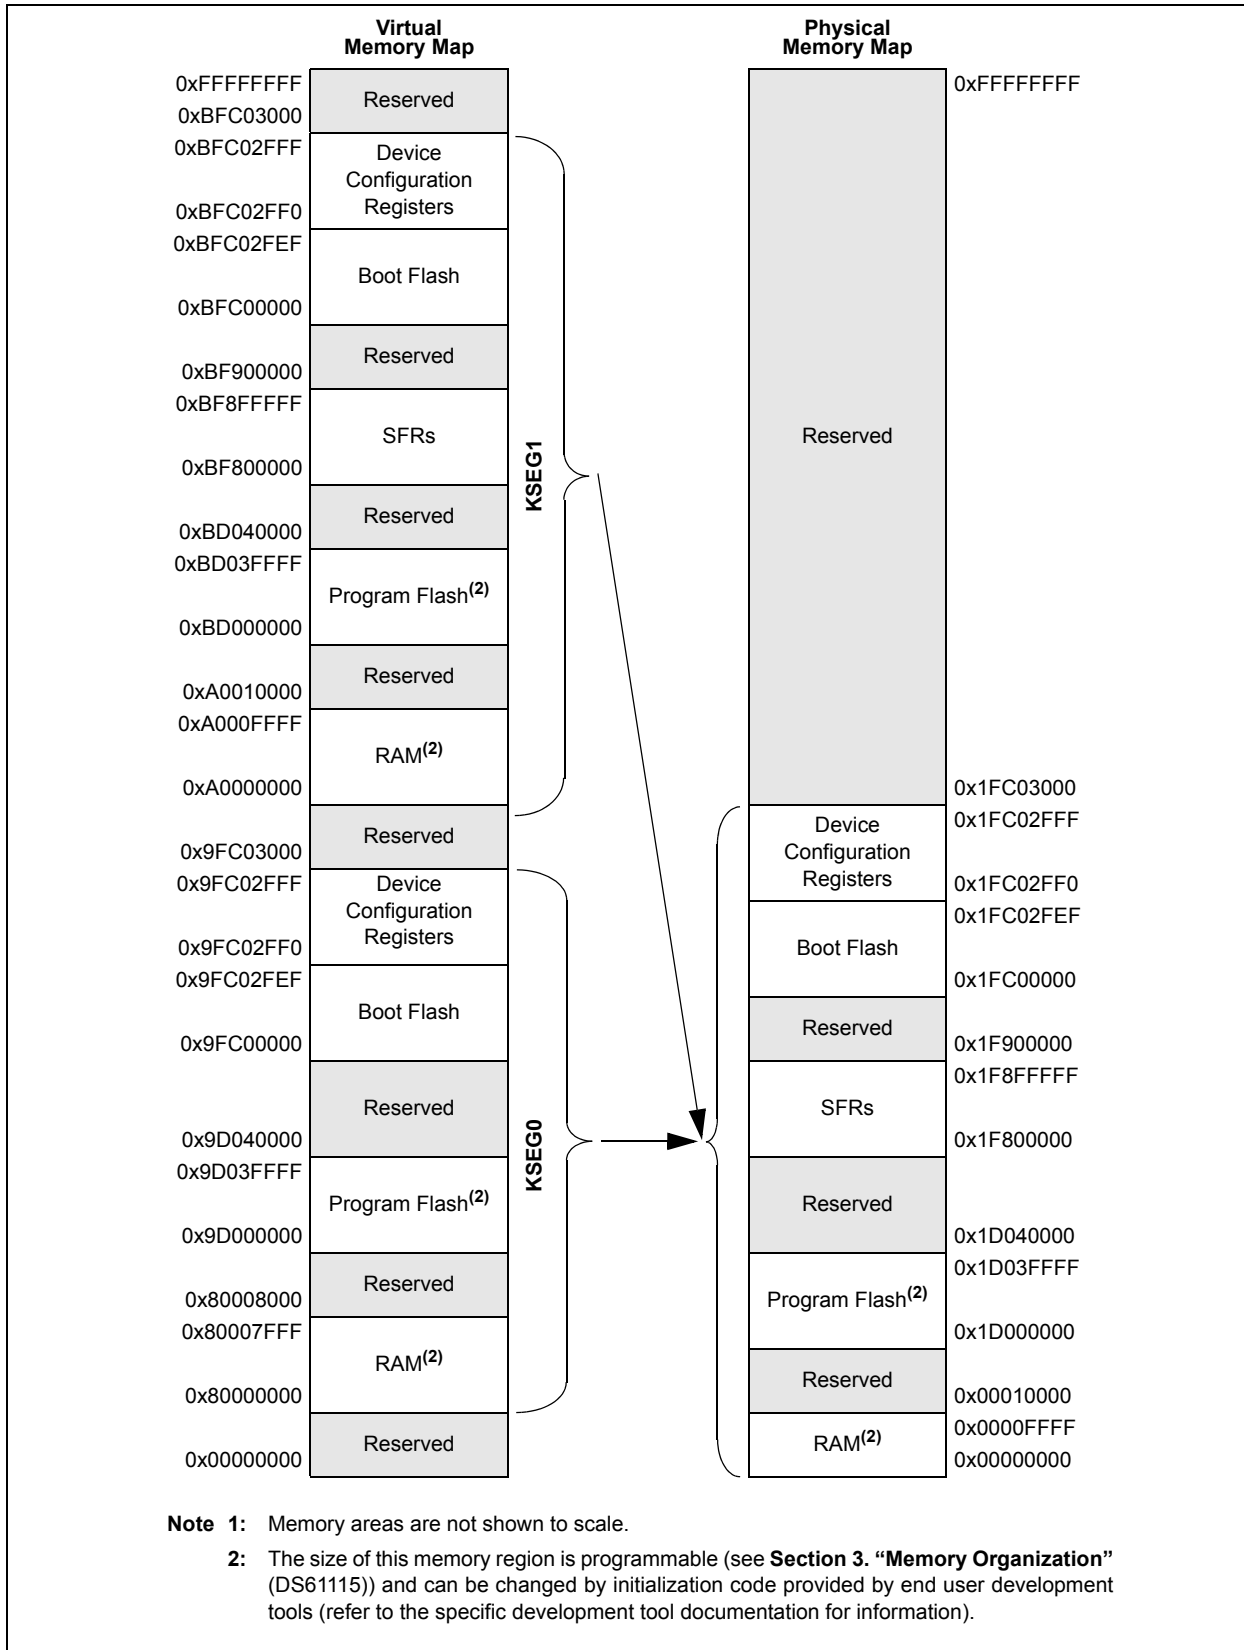 Virtual
Memory Map
0xFFFFFFFF
Reserved
0xBFC03000
0xBFC02FFF
Device
Configuration
Registers
0xBFC02FF0
0xBFC02FEF
Boot Flash
0xBFC00000
Reserved
0xBF900000
0xBF8FFFFF
SFRs
0xBF800000
Reserved
0xBD040000
0xBD03FFFF
Program Flash(2)
0xBD000000
Reserved
0xA0010000
0xA000FFFF
RAM(2)
0xA0000000
KSEG1
Reserved
0x9FC03000
0x9FC02FFF
Device
Configuration
Registers
0x9FC02FF0
0x9FC02FEF
Boot Flash
0x9FC00000
Reserved
0x9D040000
0x9D03FFFF
Program Flash(2)
0x9D000000
Reserved
0x80008000
0x80007FFF
RAM(2)
0x80000000
KSEG0
Reserved
0x00000000
Physical
Memory Map
0xFFFFFFFF
Reserved
0x1FC03000
0x1FC02FFF
Device
Configuration
Registers
0x1FC02FF0
0x1FC02FEF
Boot Flash
0x1FC00000
Reserved
0x1F900000
0x1F8FFFFF
SFRs
0x1F800000
Reserved
0x1D040000
0x1D03FFFF
Program Flash(2)
0x1D000000
Reserved
0x00010000
0x0000FFFF
RAM(2)
0x00000000
Note 1: Memory areas are not shown to scale.
2: The size of this memory region is programmable (see Section 3. “Memory Organization”
(DS61115)) and can be changed by initialization code provided by end user development
tools (refer to the specific development tool documentation for information).